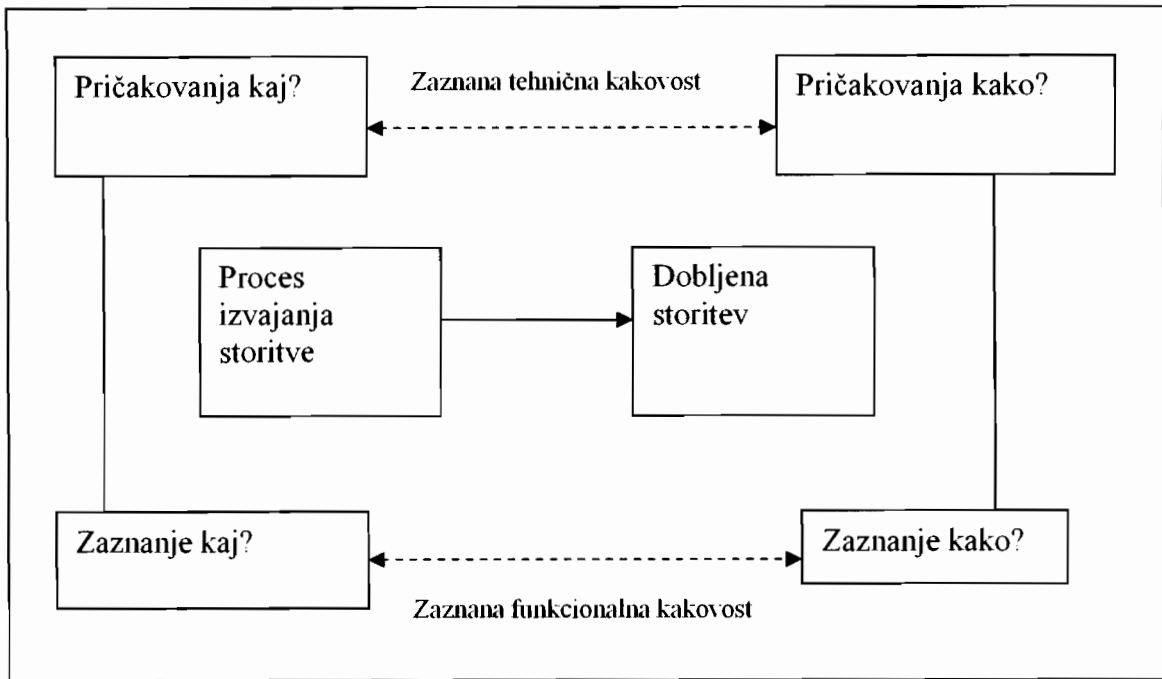 Pričakovanja kaj?
Zaznana tehnična kakovost
Pričakovanja kako?
Proces
izvajanja
storitve
Dobljena
storitev
Zaznanje kaj?
Zaznanje kako?
Zaznana funkcionalna kakovost